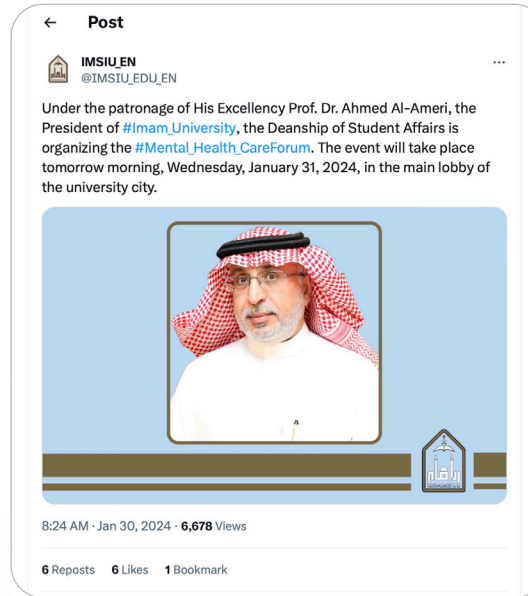 Post
IMSIU_EN
@IMSIU_EDU_EN
Under the patronage of His Excellency Prof. Dr. Ahmed Al-Ameri, the
President of #Imam_University, the Deanship of Student Affairs is
organizing the #Mental_Health_CareForum. The event will take place
tomorrow morning, Wednesday, January 31, 2024, in the main lobby of
the university city.
8:24 AM · Jan 30, 2024 · 6,678 Views
6 Reposts 6 Likes 1 Bookmark